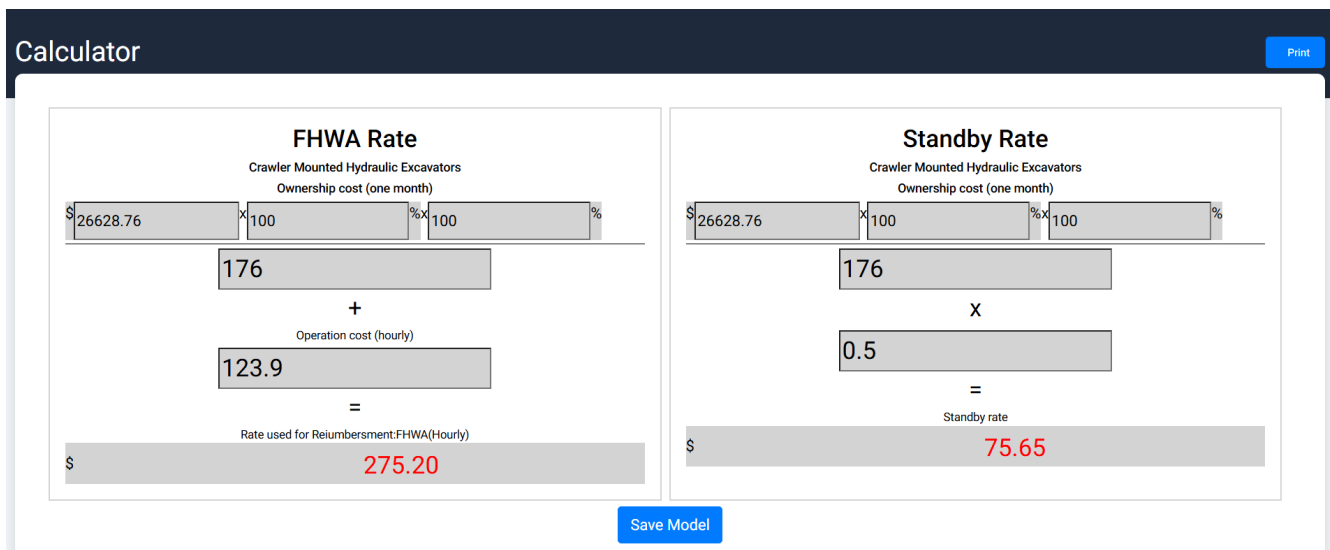 Calculator
Print
FHWA Rate
Crawler Mounted Hydraulic Excavators
Ownership cost (one month)
$ 26628.76 x 100 %x 100 %
176
+
Operation cost (hourly)
123.9
=
Rate used for Reiumbersment:FHWA(Hourly)
$ 275.20
Standby Rate
Crawler Mounted Hydraulic Excavators
Ownership cost (one month)
$ 26628.76 x 100 %x 100 %
176
x
0.5
=
Standby rate
$ 75.65
Save Model